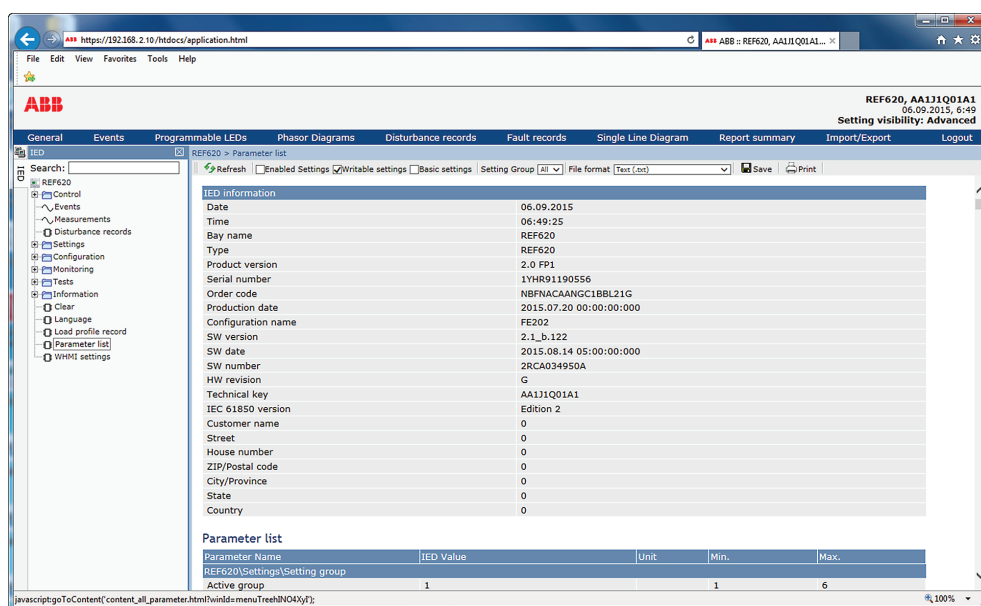 https://192.168.2.10/htdocs/application.html
ABB :: REF620, AA1J1Q01A1...
File Edit View Favorites Tools Help
ABB
REF620, AA1J1Q01A1
06.09.2015, 6:49
Setting visibility: Advanced
General Events Programmable LEDs Phasor Diagrams Disturbance records Fault records Single Line Diagram Report summary Import/Export Logout
IED
REF620 > Parameter list
IED
Search:
Refresh Enabled Settings Writable settings Basic settings Setting Group All File format Text (.txt) Save Print
REF620
Control
Events
Measurements
Disturbance records
Settings
Configuration
Monitoring
Tests
Information
Clear
Language
Load profile record
Parameter list
WHMI settings
IED information
Date 06.09.2015
Time 06:49:25
Bay name REF620
Type REF620
Product version 2.0 FP1
Serial number 1YHR91190556
Order code NBFNACAANGC1BBL21G
Production date 2015.07.20 00:00:00:000
Configuration name FE202
SW version 2.1_b.122
SW date 2015.08.14 05:00:00:000
SW number 2RCA034950A
HW revision G
Technical key AA1J1Q01A1
IEC 61850 version Edition 2
Customer name 0
Street 0
House number 0
ZIP/Postal code 0
City/Province 0
State 0
Country 0
Parameter list
Parameter Name IED Value Unit Min. Max.
REF620\Settings\Setting group
Active group 1 1 6
javascript:goToContent('content_all_parameter.html?winId=menuTreehINO4XyI');
100%